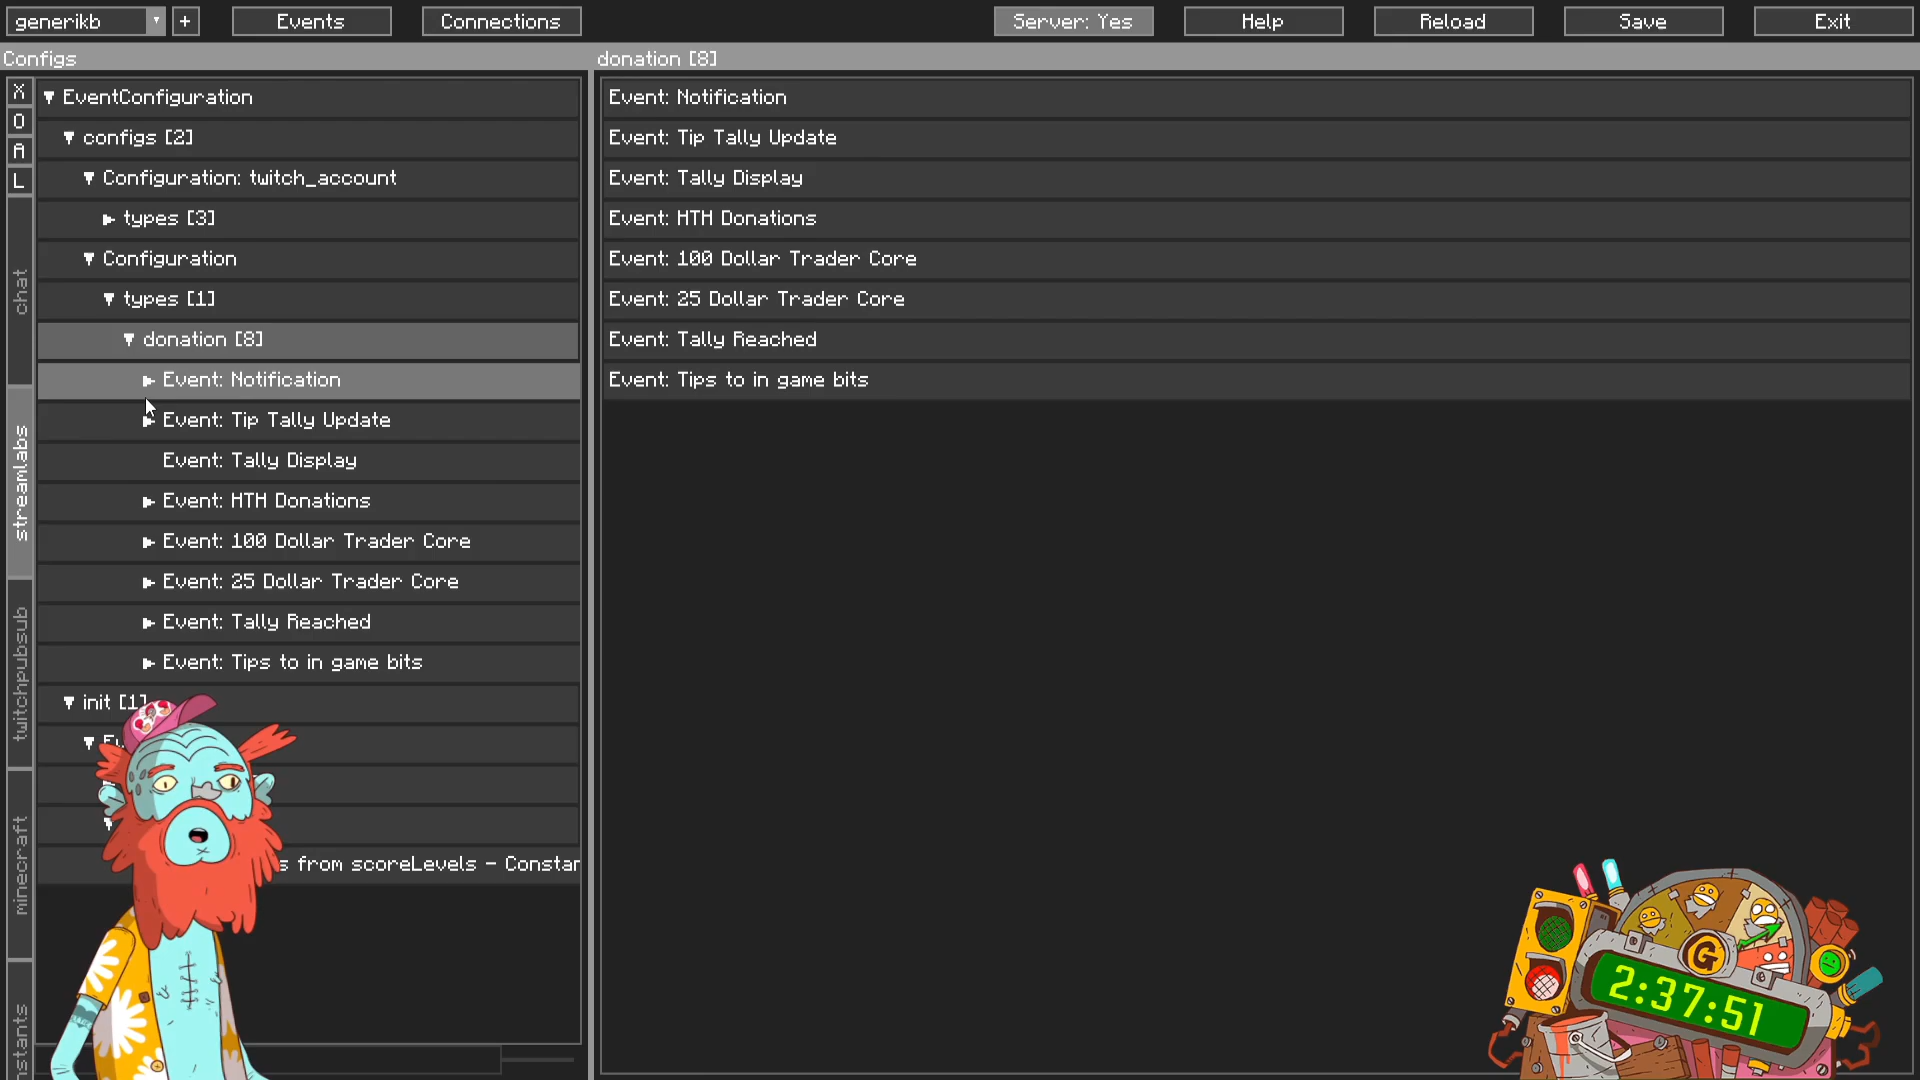 generikb
+
Events
Connections
Server: Yes
Help
Reload
Save
Exit
Configs
X
O
A
L
chat
streamlabs
twitchpubsub
minecraft
EventConfiguration
configs [2]
Configuration: twitch_account
types [3]
Configuration
types [1]
donation [8]
Event: Notification
Event: Tip Tally Update
Event: Tally Display
Event: HTH Donations
Event: 100 Dollar Trader Core
Event: 25 Dollar Trader Core
Event: Tally Reached
Event: Tips to in game bits
init [1]
from scoreLevels -
donation [8]
Event: Notification
Event: Tip Tally Update
Event: Tally Display
Event: HTH Donations
Event: 100 Dollar Trader Core
Event: 25 Dollar Trader Core
Event: Tally Reached
Event: Tips to in game bits
G
2:37:51